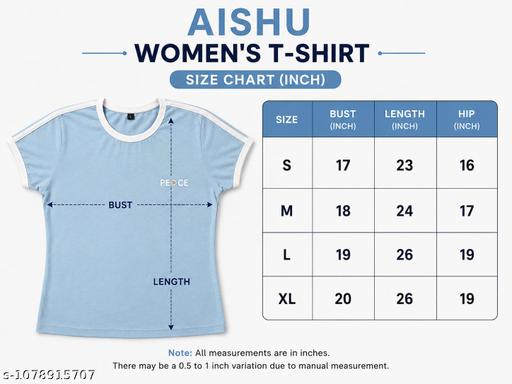 AISHU
WOMEN'S T-SHIRT
SIZE CHART (INCH)
L
PEACE
BUST
LENGTH
SIZE BUST (INCH) LENGTH (INCH) HIP (INCH)
S 17 23 16
M 18 24 17
L 19 26 19
XL 20 26 19
Note: All measurements are in inches.
There may be a 0.5 to 1 inch variation due to manual measurement.
s-1078915707